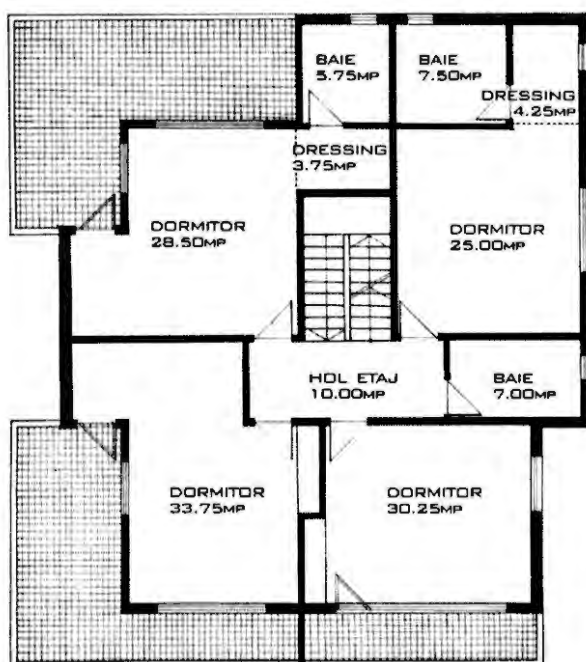 BAIE
5.75MP
BAIE
7.50MP
DRESSING
4.25MP
DRESSING
3.75MP
DORMITOR
28.50MP
DORMITOR
25.00MP
HOL ETAJ
10.00MP
BAIE
7.00MP
DORMITOR
33.75MP
DORMITOR
30.25MP